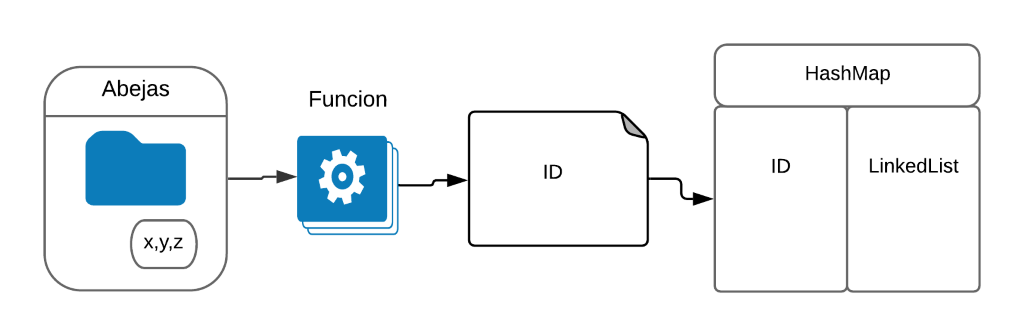 Abejas
x,y,z
Funcion
ID
HashMap
ID
LinkedList